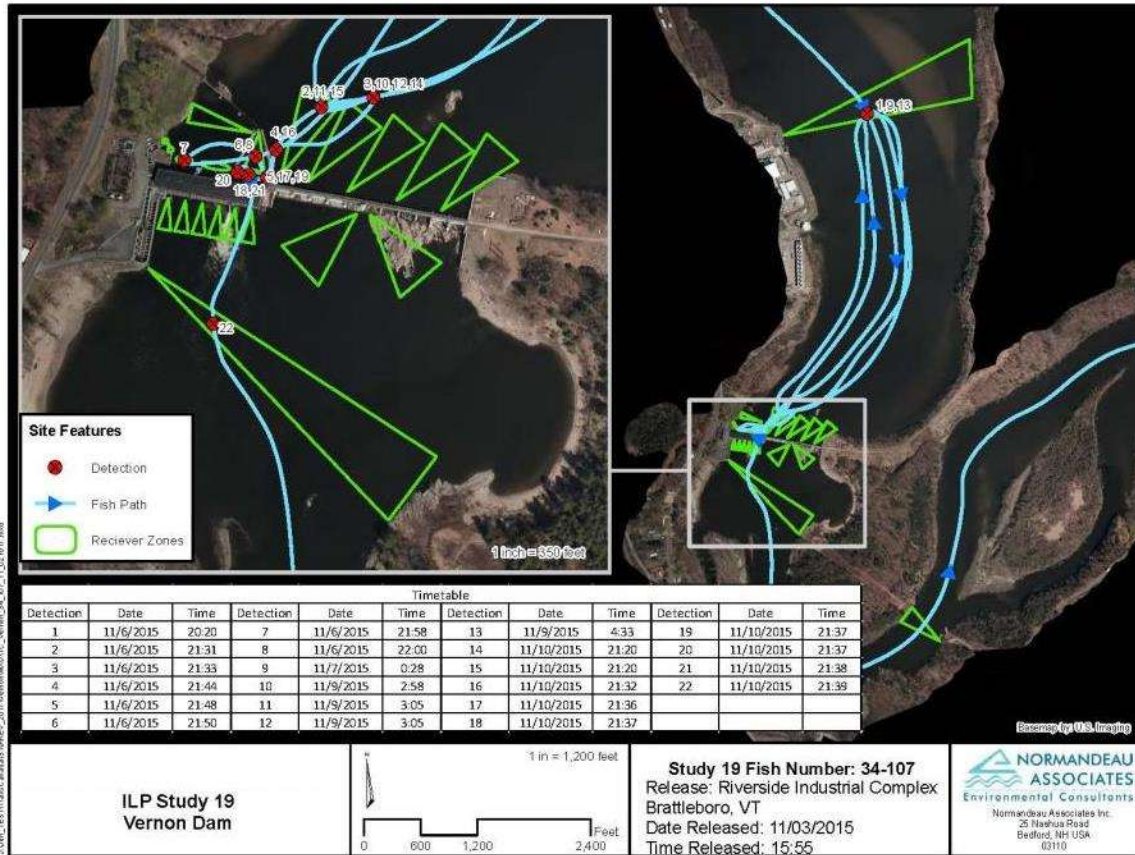 2,11,15
3,10,12,14
4,16
6,8
7
20
5,17,19
18,21
22
1,9,13
Site Features
Detection
Fish Path
Reciever Zones
1 inch = 350 feet
Timetable
Detection Date Time Detection Date Time Detection Date Time Detection Date Time
1 11/6/2015 20:20 7 11/6/2015 21:58 13 11/9/2015 4:33 19 11/10/2015 21:37
2 11/6/2015 21:31 8 11/6/2015 22:00 14 11/10/2015 21:20 20 11/10/2015 21:37
3 11/6/2015 21:33 9 11/7/2015 0:28 15 11/10/2015 21:20 21 11/10/2015 21:38
4 11/6/2015 21:44 10 11/9/2015 2:58 16 11/10/2015 21:32 22 11/10/2015 21:39
5 11/6/2015 21:48 11 11/9/2015 3:05 17 11/10/2015 21:36
6 11/6/2015 21:50 12 11/9/2015 3:05 18 11/10/2015 21:37
Basemap by: U.S. Imaging
ILP Study 19
Vernon Dam
N
1 in = 1,200 feet
Feet
0 600 1,200 2,400
Study 19 Fish Number: 34-107
Release: Riverside Industrial Complex
Brattleboro, VT
Date Released: 11/03/2015
Time Released: 15:55
NORMANDEAU
ASSOCIATES
Environmental Consultants
Normandeau Associates Inc.
25 Nashua Road
Bedford, NH USA
03110